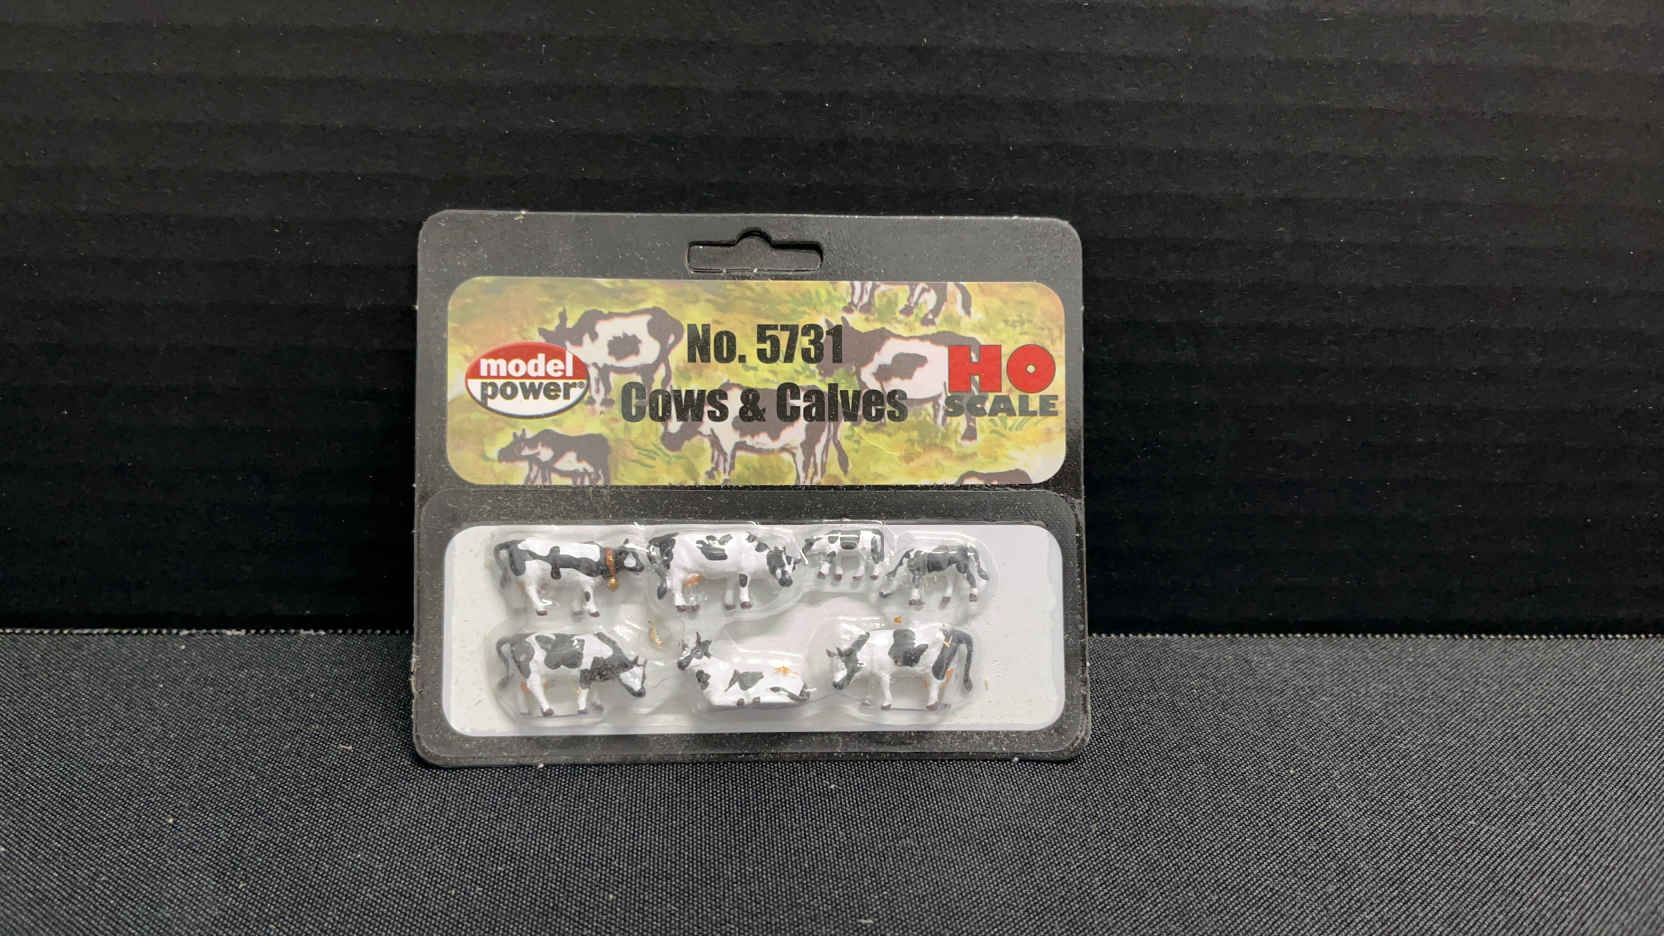 No. 5731
model
power®
Cows & Calves
HO
SCALE